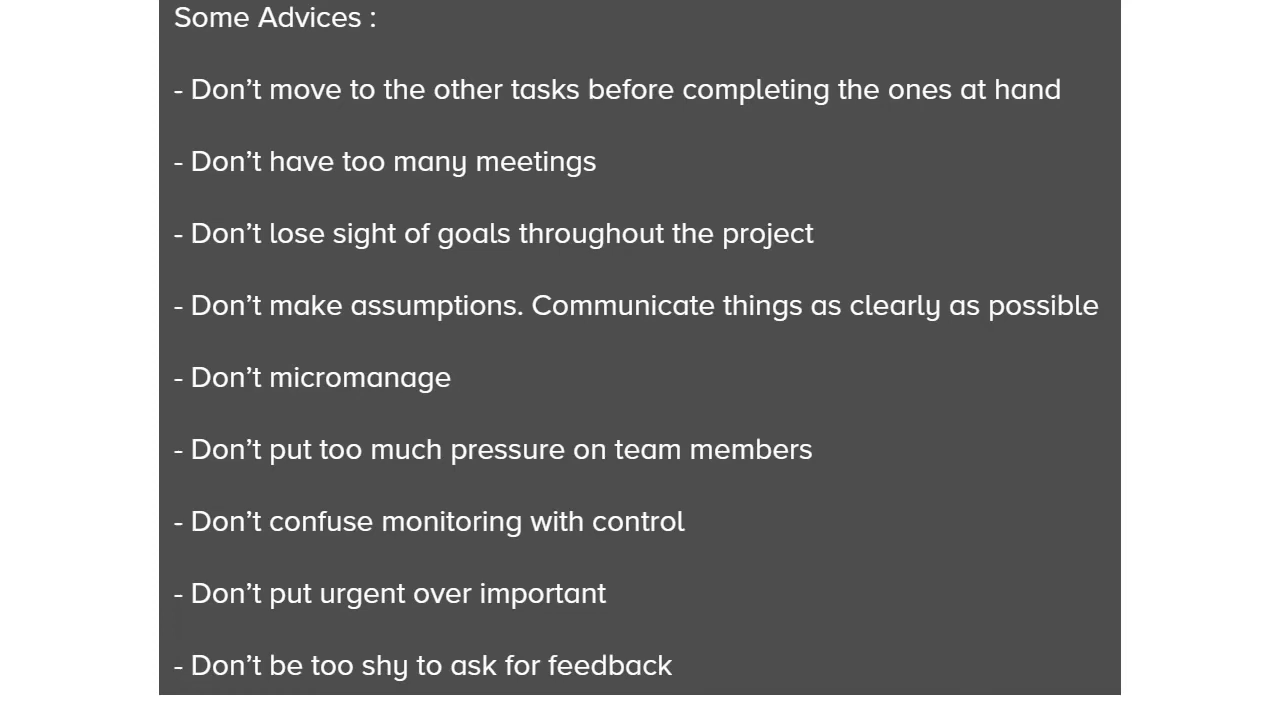 Some Advices :
- Don’t move to the other tasks before completing the ones at hand
- Don’t have too many meetings
- Don’t lose sight of goals throughout the project
- Don’t make assumptions. Communicate things as clearly as possible
- Don’t micromanage
- Don’t put too much pressure on team members
- Don’t confuse monitoring with control
- Don’t put urgent over important
- Don’t be too shy to ask for feedback